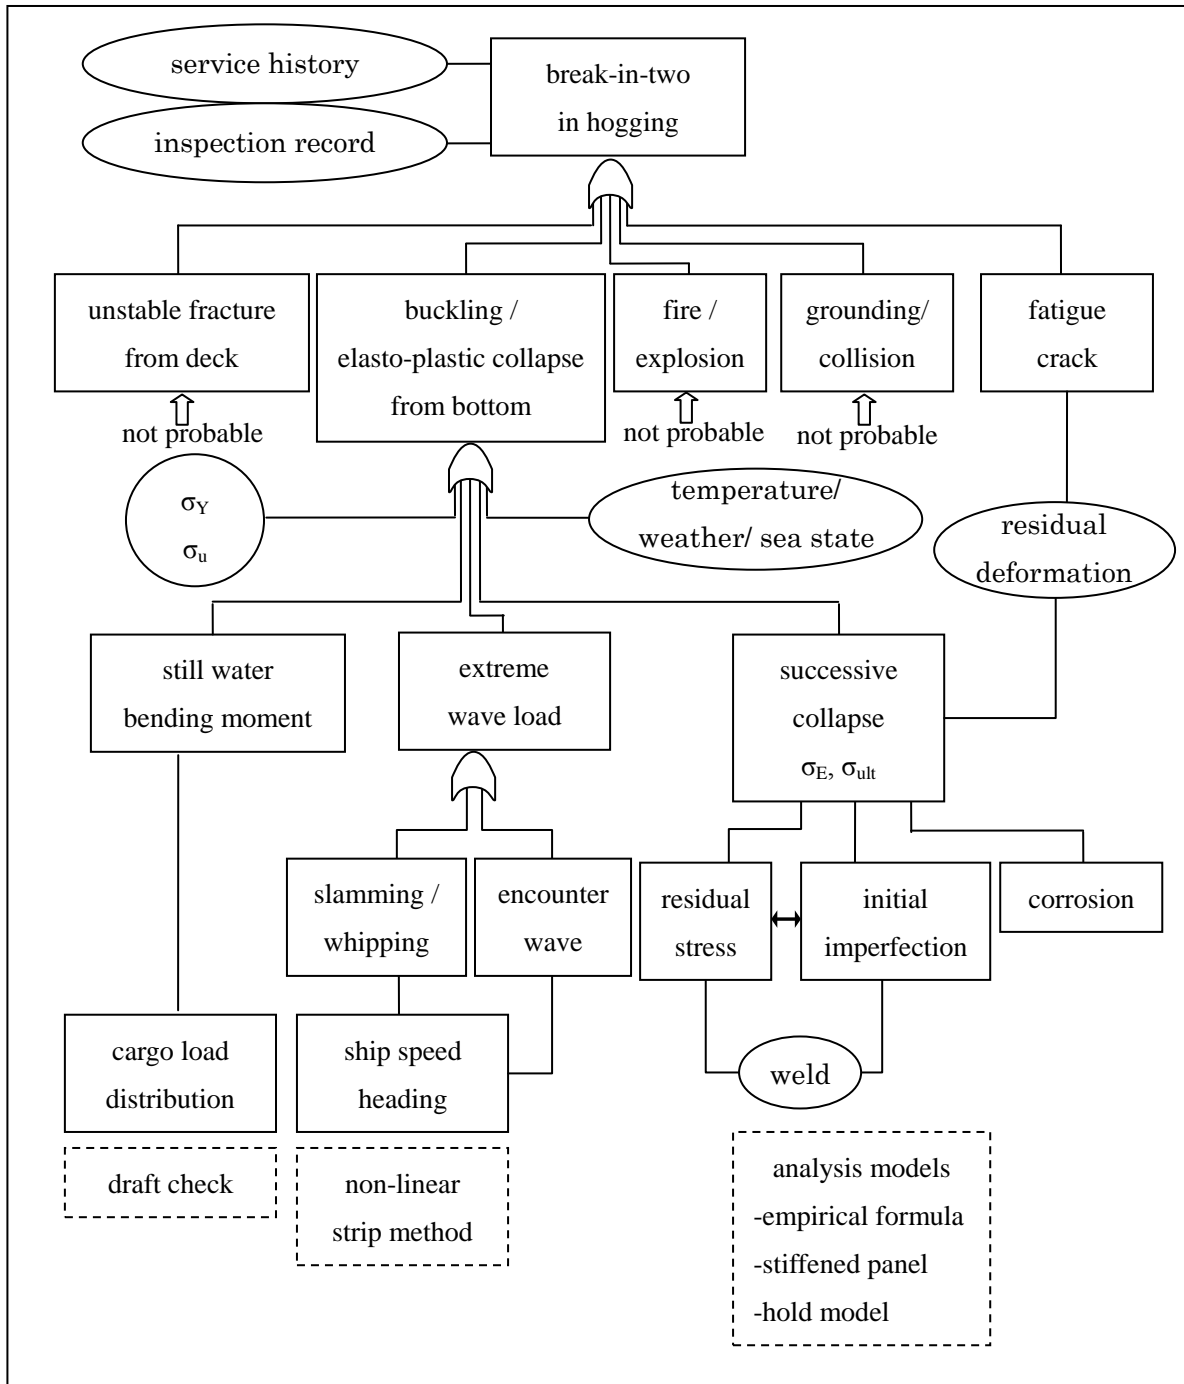 service history
inspection record
break-in-two
in hogging
unstable fracture
from deck
buckling /
elasto-plastic collapse
from bottom
fire /
explosion
grounding/
collision
fatigue
crack
not probable
not probable
not probable
σY
σu
temperature/
weather/ sea state
residual
deformation
still water
bending moment
extreme
wave load
successive
collapse
σE, σult
slamming /
whipping
encounter
wave
residual
stress
initial
imperfection
corrosion
cargo load
distribution
ship speed
heading
weld
draft check
non-linear
strip method
analysis models
-empirical formula
-stiffened panel
-hold model